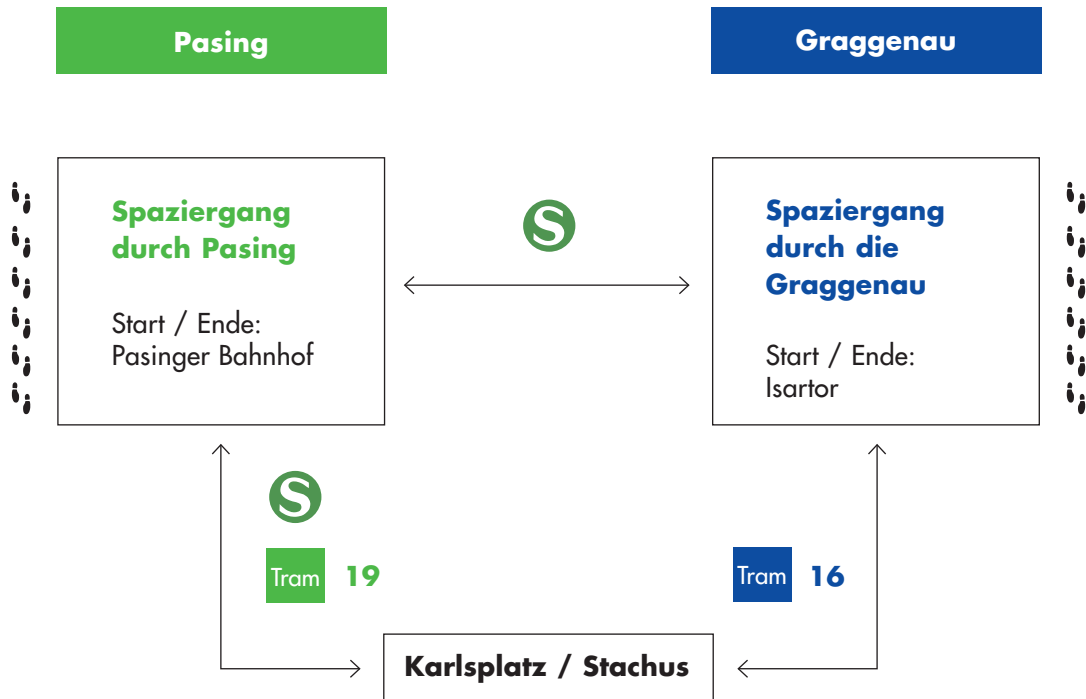 Pasing
Graggenau
Spaziergang
durch Pasing
Start / Ende:
Pasinger Bahnhof
S
Spaziergang
durch die
Graggenau
Start / Ende:
Isartor
S
Tram 19
Tram 16
Karlsplatz / Stachus